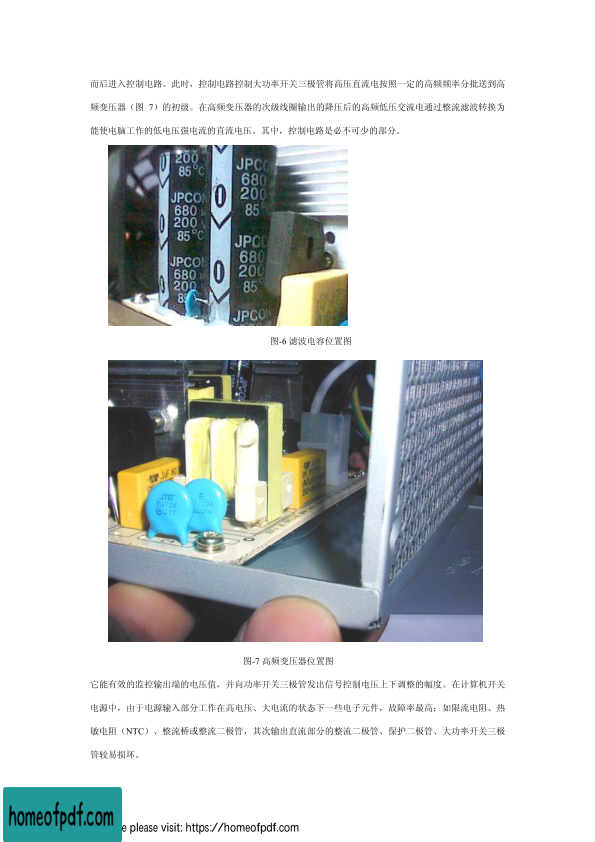 而后进入控制电路。此时，控制电路控制大功率开关三极管将高压直流电按照一定的高频频率分批送到高
频变压器（图 7）的初级。在高频变压器的次级线圈输出的降压后的高频低压交流电通过整流滤波转换为
能使电脑工作的低电压强电流的直流电压。其中，控制电路是必不可少的部分。
200
85°C
JPCON
680
200
85°C
JPCON
680
200
85
JPCO
680
200
85°
JPCO
680
200
85°
JPCO
图-6 滤波电容位置图
JTE
CT7
图-7 高频变压器位置图
它能有效的监控输出端的电压值，并向功率开关三极管发出信号控制电压上下调整的幅度。在计算机开关
电源中，由于电源输入部分工作在高电压、大电流的状态下一些电子元件，故障率最高；如限流电阻、热
敏电阻（NTC）、整流桥或整流二极管，其次输出直流部分的整流二极管、保护二极管、大功率开关三极
管较易损坏。
homeofpdf.com
e please visit: https://homeofpdf.com